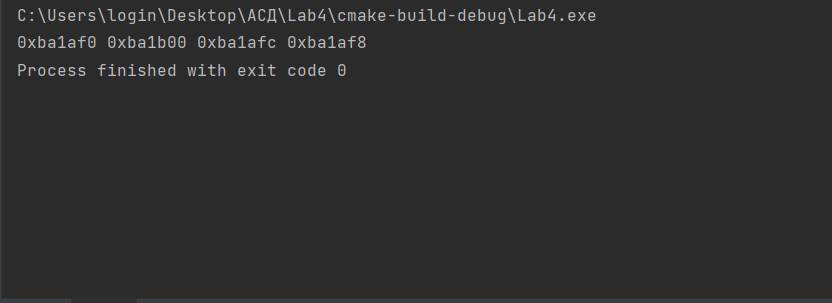 C:\Users\login\Desktop\АСД\Lab4\cmake-build-debug\Lab4.exe
0xba1af0 0xba1b00 0xba1afc 0xba1af8
Process finished with exit code 0